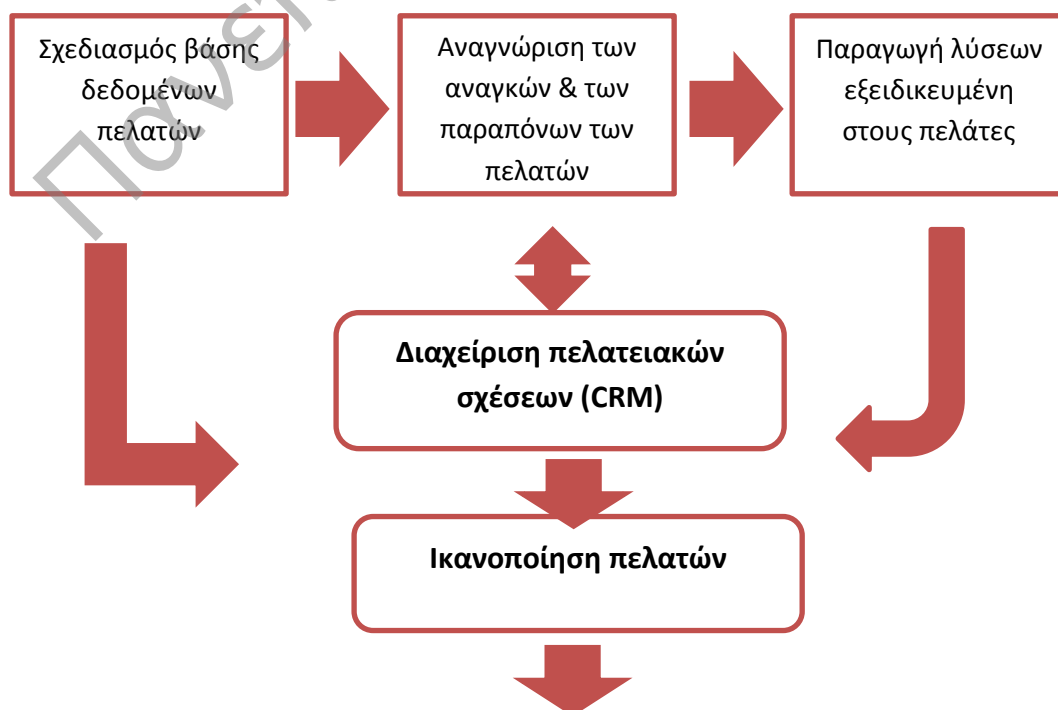 Σχεδιασμός βάσης
δεδομένων
πελατών
Αναγνώριση των
αναγκών & των
παραπόνων των
πελατών
Παραγωγή λύσεων
εξειδικευμένη
στους πελάτες
Διαχείριση πελατειακών
σχέσεων (CRM)
Ικανοποίηση πελατών